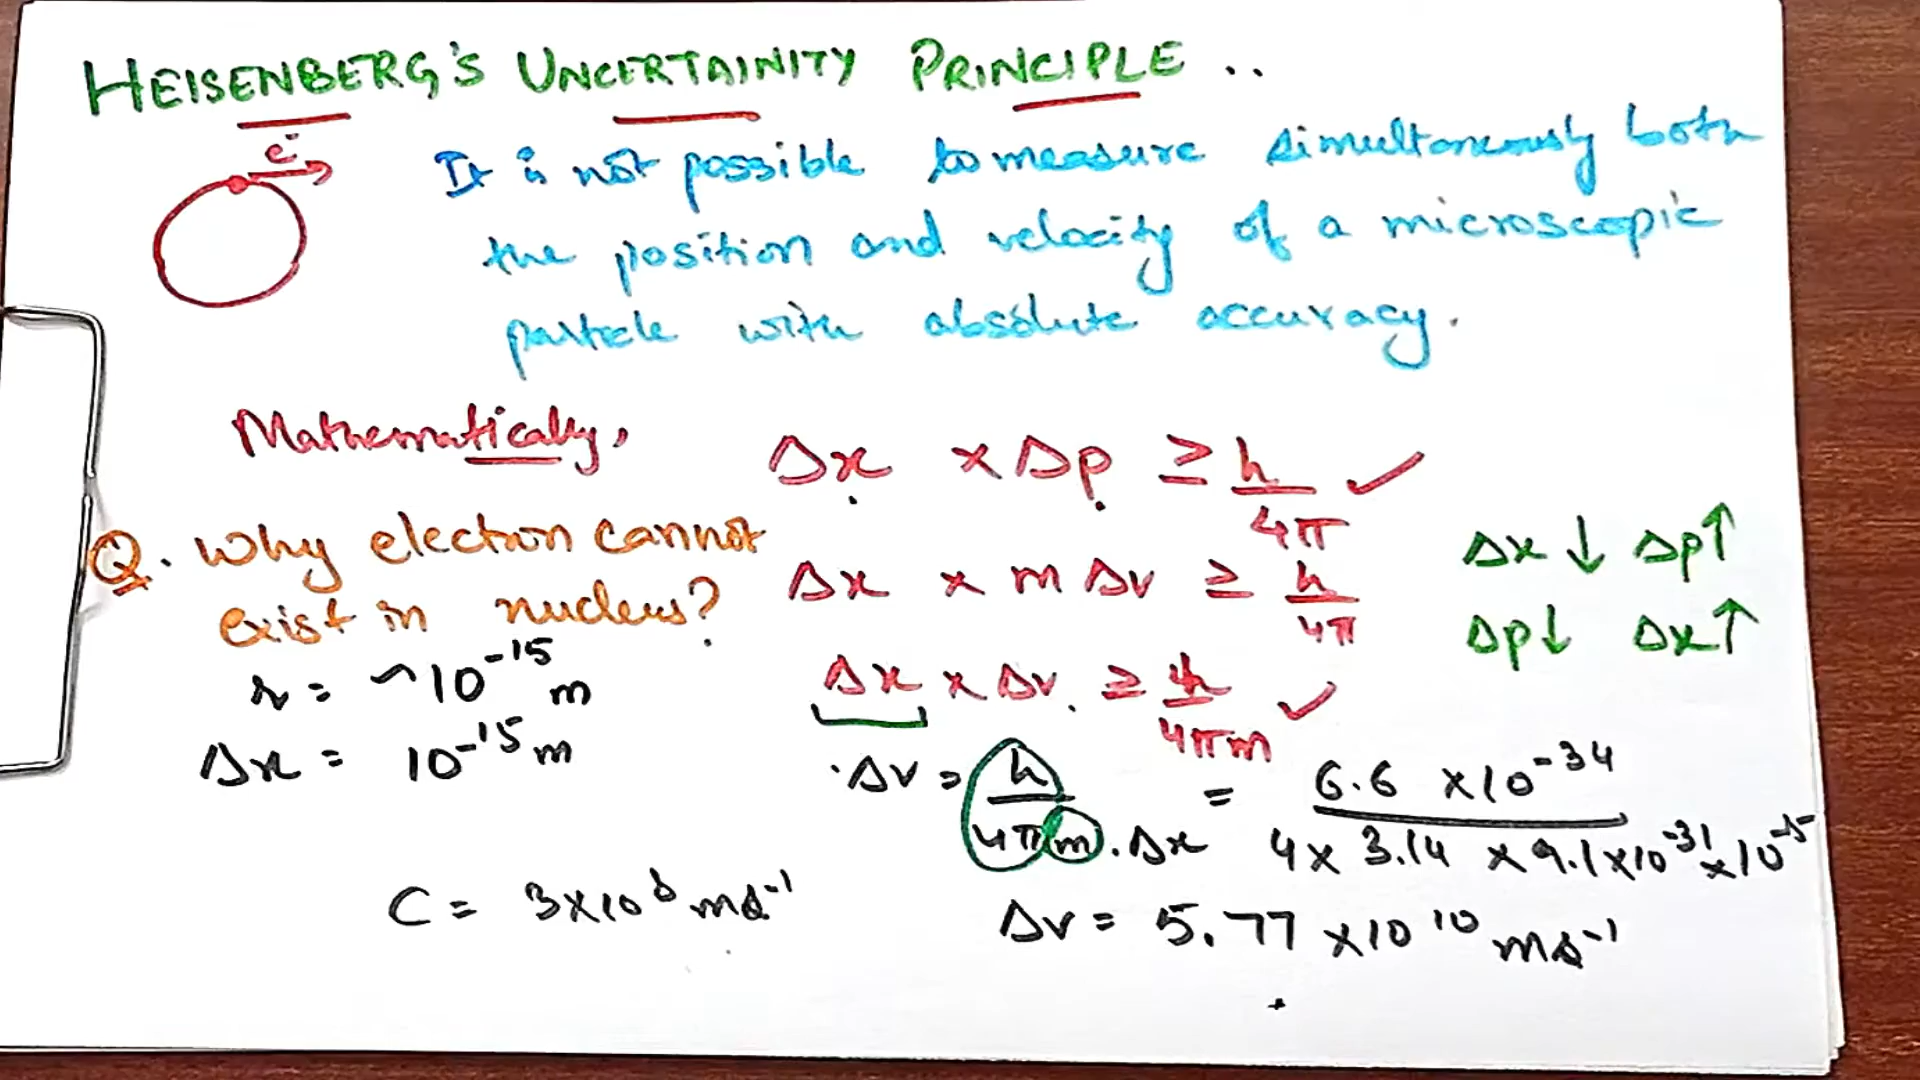 HEISENBERG'S UNCERTAINITY PRINCIPLE ..
e⁻
It is not possible to measure simultaneously both
the position and velocity of a microscopic
particle with absolute accuracy.
Mathematically,
Δx × Δp ≥ h/4π ✓
Q. Why electron cannot
exist in nucleus?
Δx × m Δv ≥ h/4π
Δx ↓ Δp↑
Δp↓ Δx↑
r = ~10⁻¹⁵ m
Δx × Δv ≥ h/4πm ✓
Δx = 10⁻¹⁵ m
Δv = h/4πm.Δx = 6.6 ×10⁻³⁴/4× 3.14 × 9.1×10⁻³¹×10⁻¹⁵
C = 3×10⁸ ms⁻¹
Δv = 5.77 ×10¹⁰ ms⁻¹